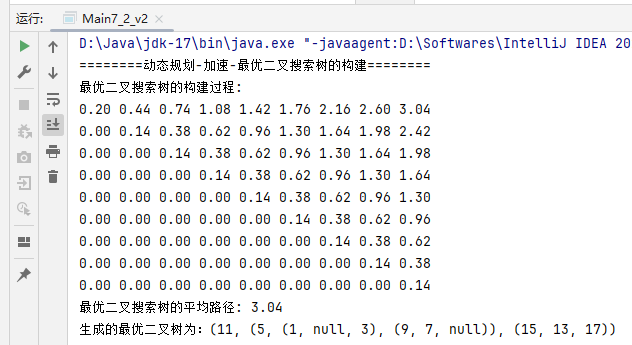 运行: Main7_2_v2
D:\Java\jdk-17\bin\java.exe "-javaagent:D:\Softwares\IntelliJ IDEA 20
========动态规划-加速-最优二叉搜索树的构建========
最优二叉搜索树的构建过程:
0.20 0.44 0.74 1.08 1.42 1.76 2.16 2.60 3.04
0.00 0.14 0.38 0.62 0.96 1.30 1.64 1.98 2.42
0.00 0.00 0.14 0.38 0.62 0.96 1.30 1.64 1.98
0.00 0.00 0.00 0.14 0.38 0.62 0.96 1.30 1.64
0.00 0.00 0.00 0.00 0.14 0.38 0.62 0.96 1.30
0.00 0.00 0.00 0.00 0.00 0.14 0.38 0.62 0.96
0.00 0.00 0.00 0.00 0.00 0.00 0.14 0.38 0.62
0.00 0.00 0.00 0.00 0.00 0.00 0.00 0.14 0.38
0.00 0.00 0.00 0.00 0.00 0.00 0.00 0.00 0.14
最优二叉搜索树的平均路径: 3.04
生成的最优二叉树为：(11, (5, (1, null, 3), (9, 7, null)), (15, 13, 17))